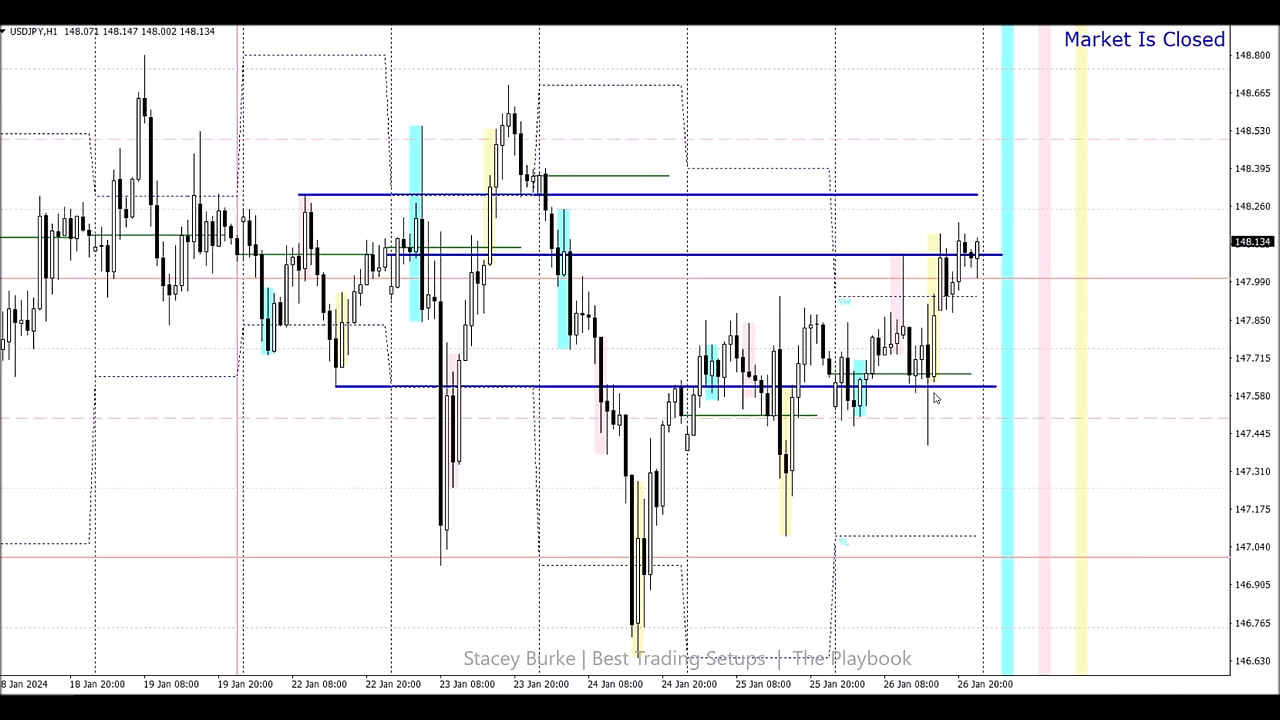 USDJPY,H1 148.071 148.147 148.002 148.134
Market Is Closed
148.800
148.665
148.530
148.395
148.260
148.134
147.990
147.850
147.715
147.580
147.445
147.310
147.175
147.040
146.905
146.765
146.630
YH
YL
Stacey Burke | Best Trading Setups | The Playbook
8 Jan 2024
18 Jan 20:00
19 Jan 08:00
19 Jan 20:00
22 Jan 08:00
22 Jan 20:00
23 Jan 08:00
23 Jan 20:00
24 Jan 08:00
24 Jan 20:00
25 Jan 08:00
25 Jan 20:00
26 Jan 08:00
26 Jan 20:00